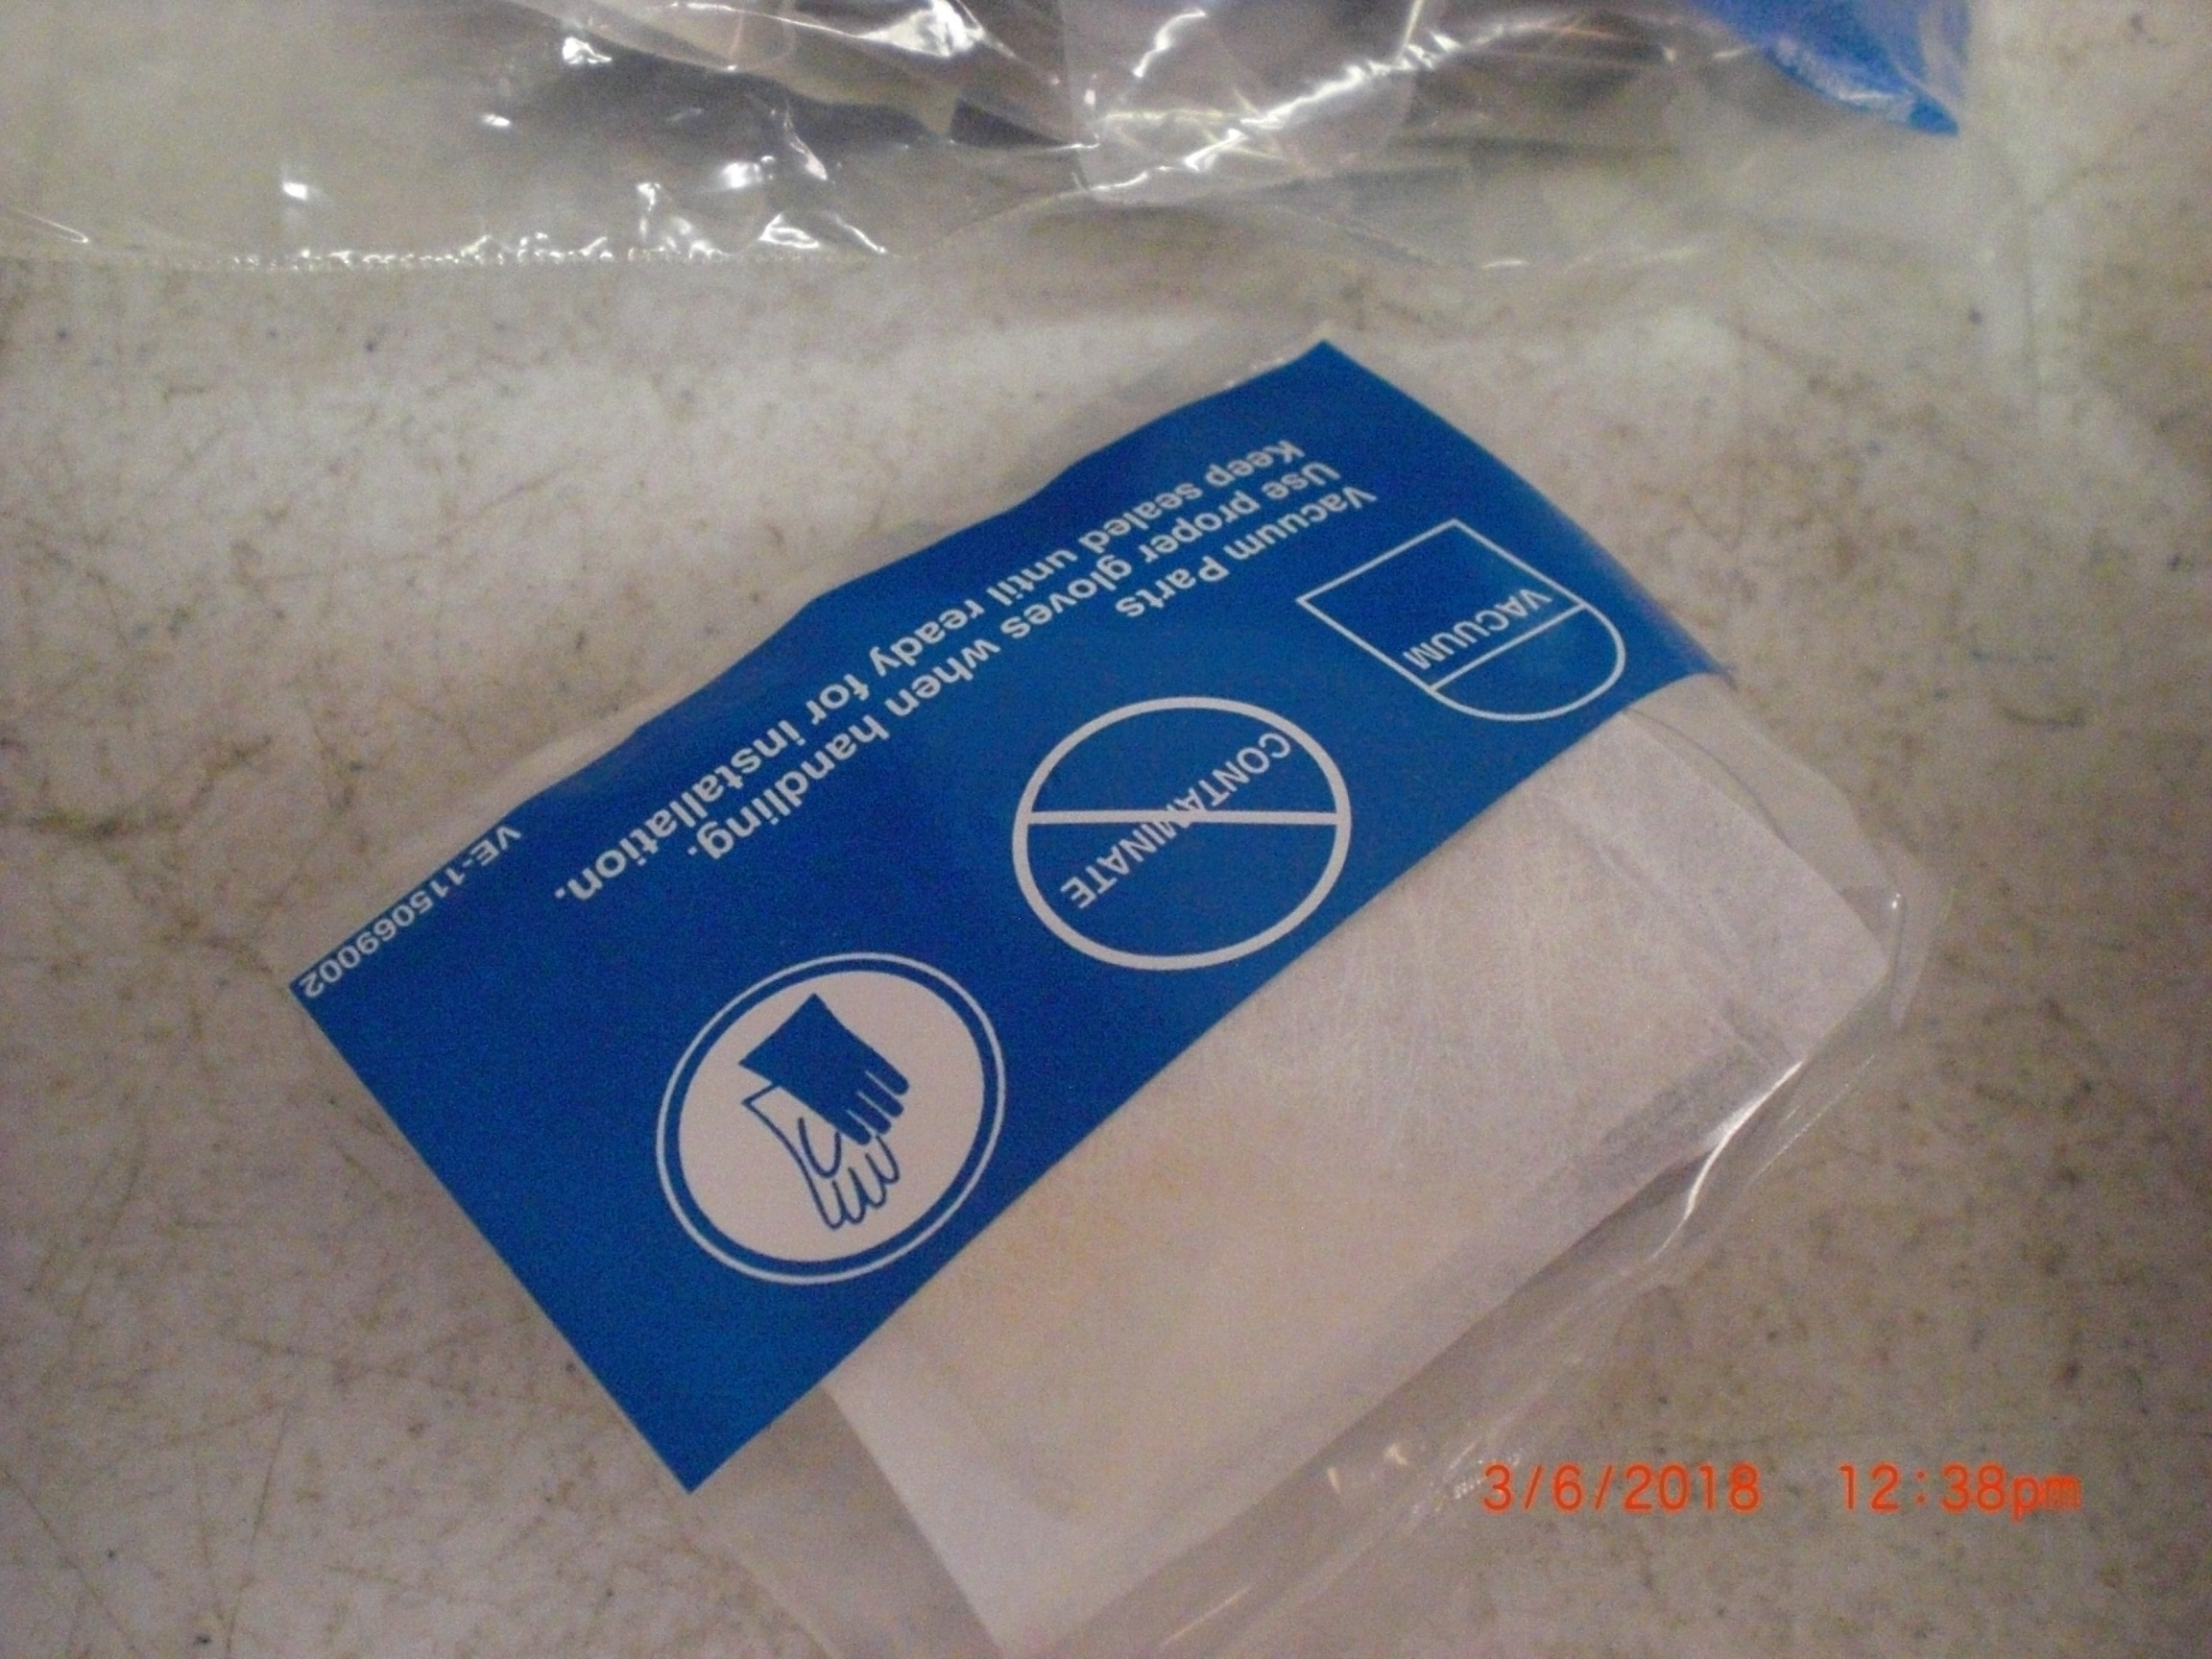 VACUUM
CONTAMINATE
Vacuum Parts
Use proper gloves when handling.
Keep sealed until ready for installation.
VE-115069002
3/6/2018 12:38pm